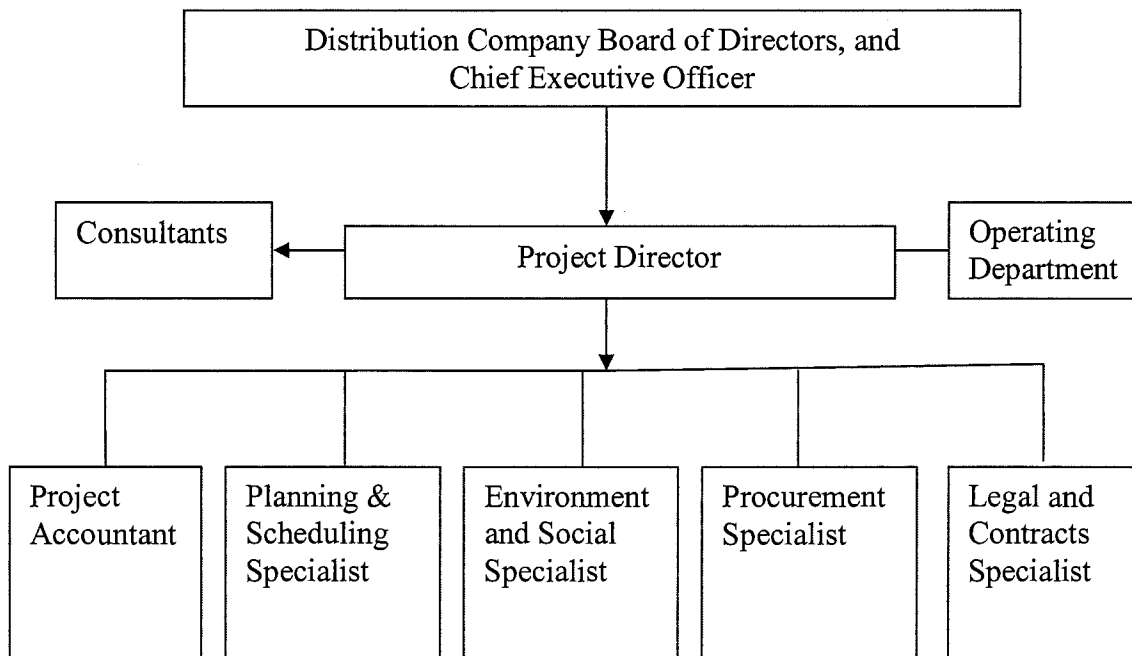 Distribution Company Board of Directors, and
Chief Executive Officer
Consultants
Project Director
Operating
Department
Project
Accountant
Planning &
Scheduling
Specialist
Environment
and Social
Specialist
Procurement
Specialist
Legal and
Contracts
Specialist